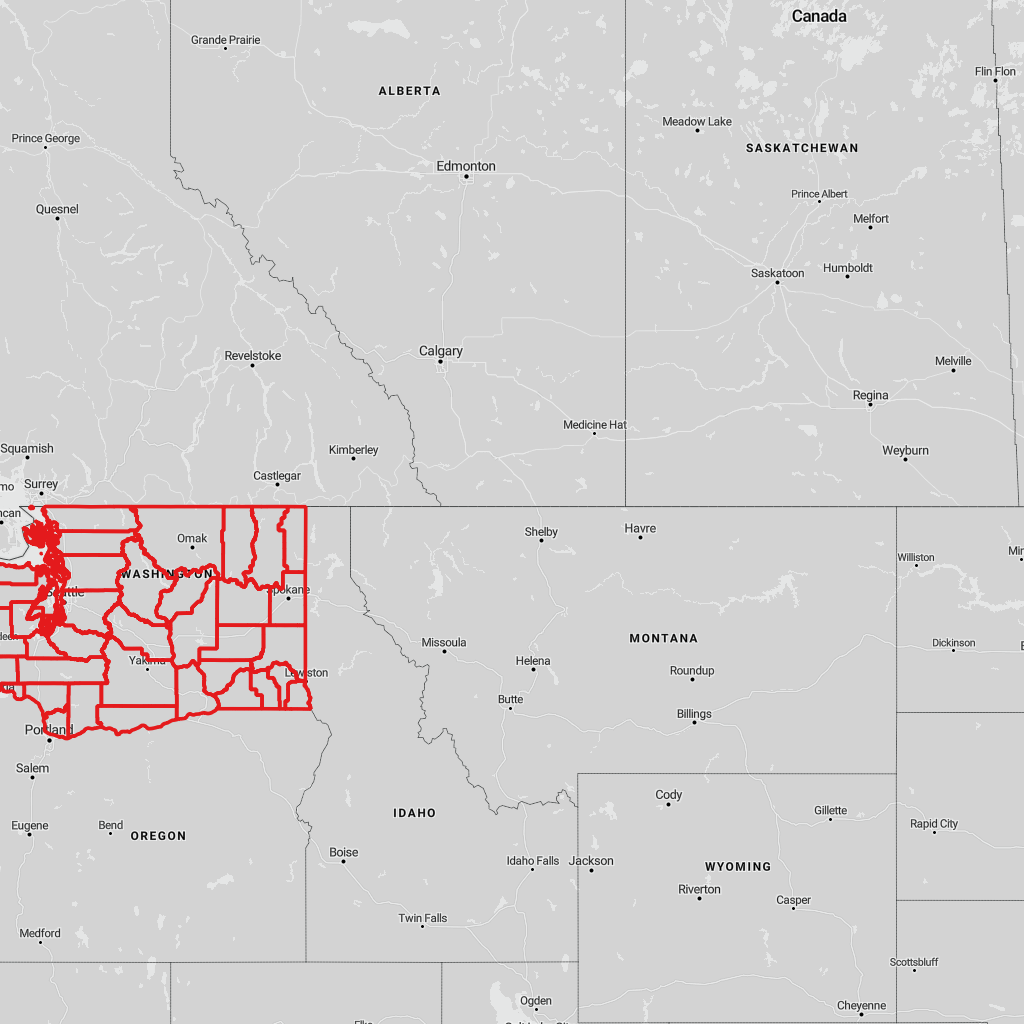 Canada
Grande Prairie
Flin Flon
ALBERTA
Meadow Lake
Prince George
SASKATCHEWAN
Edmonton
Prince Albert
Quesnel
Melfort
Saskatoon
Humboldt
Revelstoke
Calgary
Melville
Regina
Medicine Hat
Squamish
Kimberley
Weyburn
Castlegar
mo
Surrey
ncan
Omak
Shelby
Havre
Williston
Min
WASHINGTON
Seattle
Spokane
Missoula
MONTANA
Dickinson
Yakima
Lewiston
Helena
Roundup
Butte
Billings
Portland
Salem
Cody
Gillette
Eugene
Bend
OREGON
IDAHO
Rapid City
Boise
Idaho Falls
Jackson
WYOMING
Riverton
Casper
Twin Falls
Medford
Scottsbluff
Ogden
Cheyenne